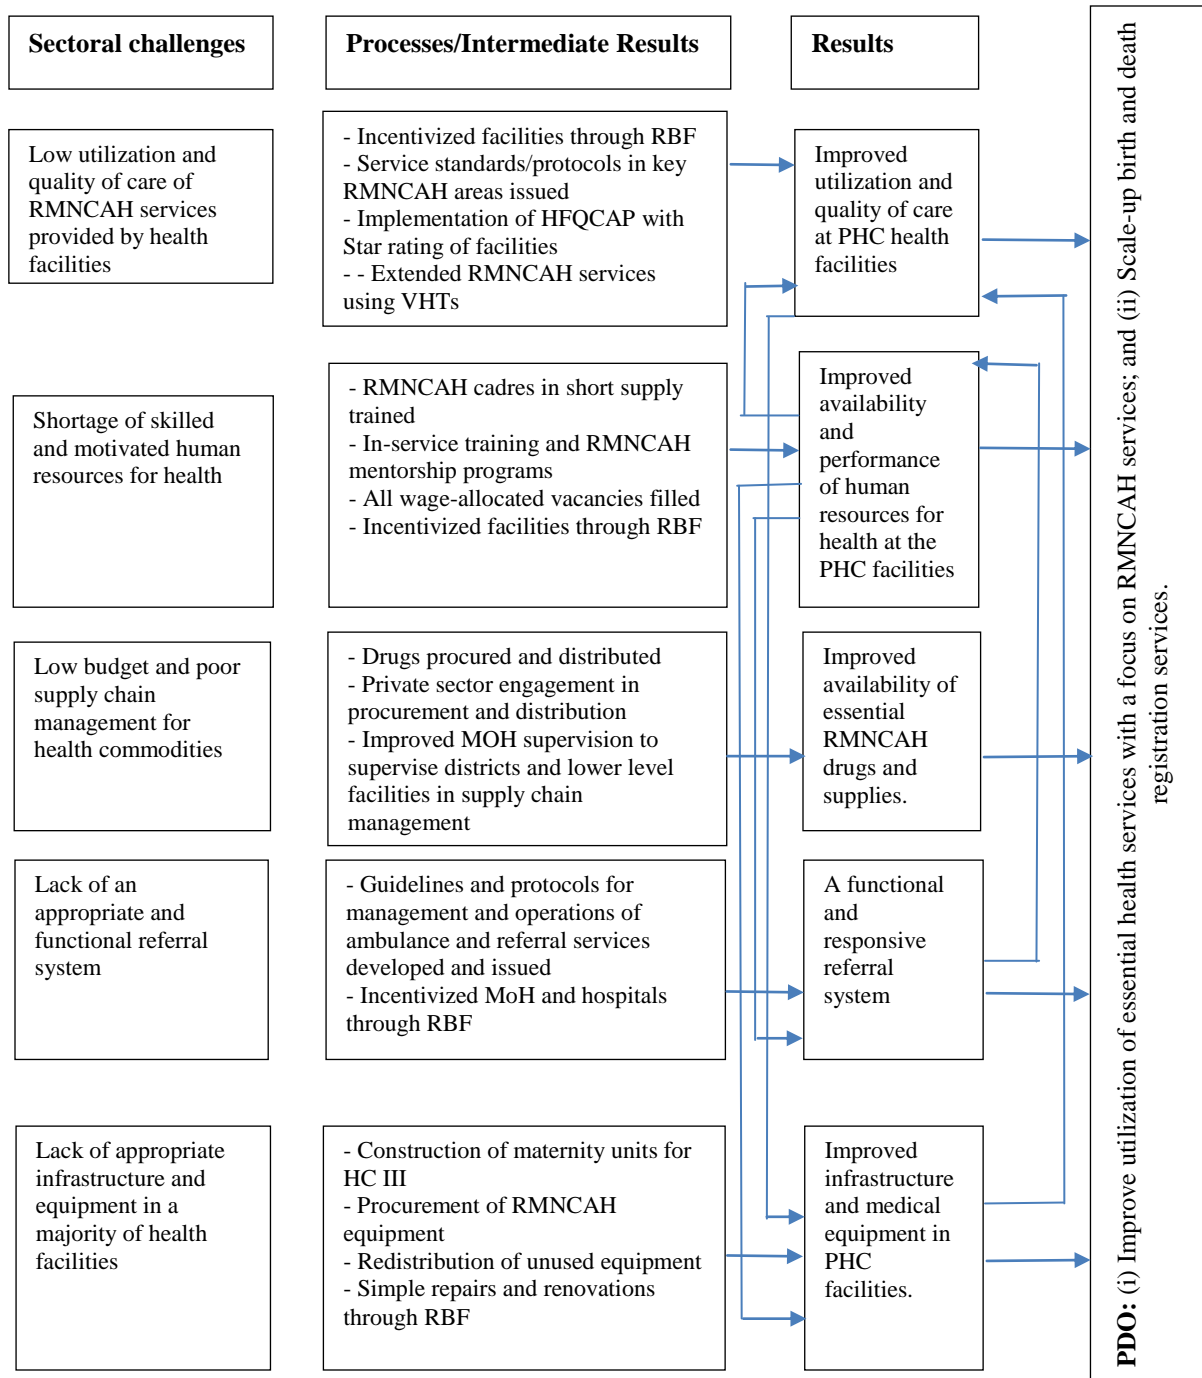 Sectoral challenges
Processes/Intermediate Results
Results
Low utilization and
quality of care of
RMNCAH services
provided by health
facilities
- Incentivized facilities through RBF
- Service standards/protocols in key
RMNCAH areas issued
- Implementation of HFQCAP with
Star rating of facilities
- - Extended RMNCAH services
using VHTs
Improved
utilization and
quality of care
at PHC health
facilities
Shortage of skilled
and motivated human
resources for health
- RMNCAH cadres in short supply
trained
- In-service training and RMNCAH
mentorship programs
- All wage-allocated vacancies filled
- Incentivized facilities through RBF
Improved
availability
and
performance
of human
resources for
health at the
PHC facilities
Low budget and poor
supply chain
management for
health commodities
- Drugs procured and distributed
- Private sector engagement in
procurement and distribution
- Improved MOH supervision to
supervise districts and lower level
facilities in supply chain
management
Improved
availability of
essential
RMNCAH
drugs and
supplies.
Lack of an
appropriate and
functional referral
system
- Guidelines and protocols for
management and operations of
ambulance and referral services
developed and issued
- Incentivized MoH and hospitals
through RBF
A functional
and
responsive
referral
system
Lack of appropriate
infrastructure and
equipment in a
majority of health
facilities
- Construction of maternity units for
HC III
- Procurement of RMNCAH
equipment
- Redistribution of unused equipment
- Simple repairs and renovations
through RBF
Improved
infrastructure
and medical
equipment in
PHC
facilities.
PDO: (i) Improve utilization of essential health services with a focus on RMNCAH services; and (ii) Scale-up birth and death
registration services.